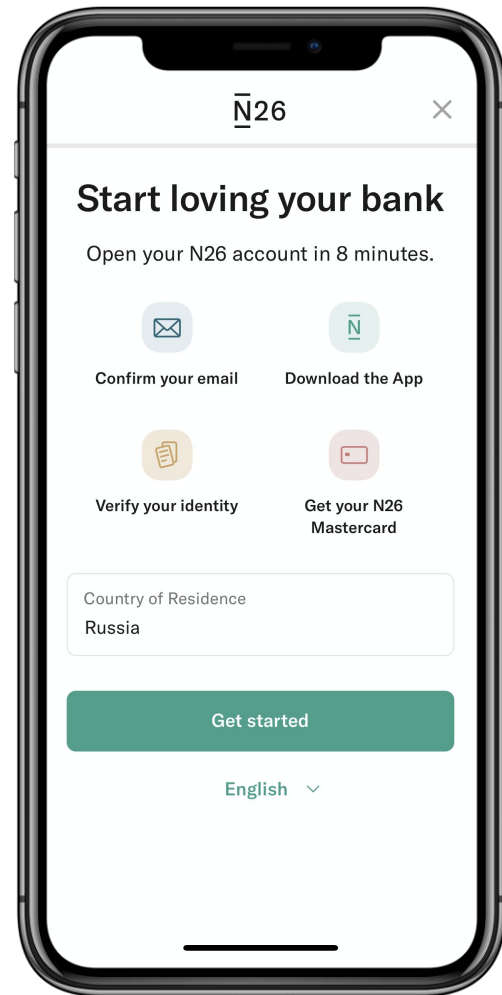 N26
Start loving your bank
Open your N26 account in 8 minutes.
N
Confirm your email
Download the App
Verify your identity
Get your N26
Mastercard
Country of Residence
Russia
Get started
English